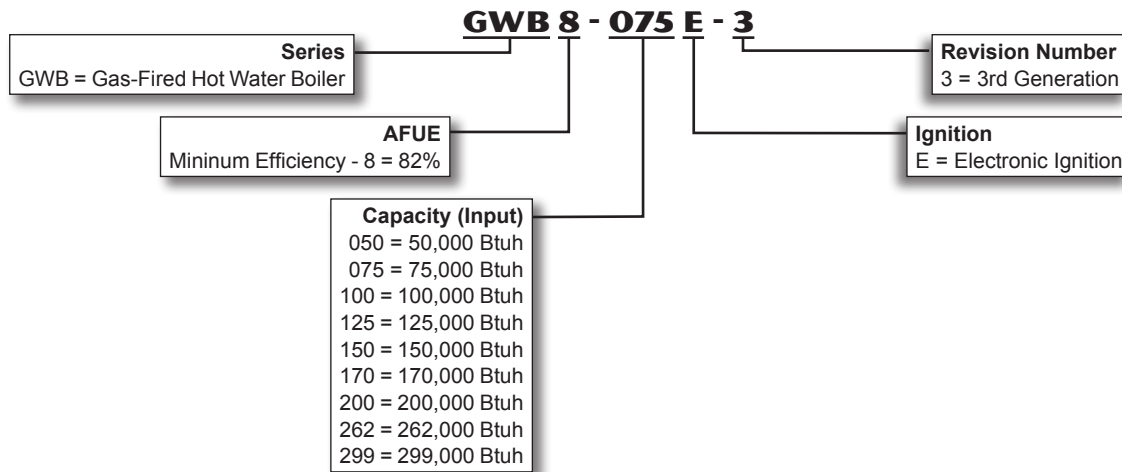 GWB 8 - 075 E - 3
Series
GWB = Gas-Fired Hot Water Boiler
Revision Number
3 = 3rd Generation
AFUE
Mininum Efficiency - 8 = 82%
Ignition
E = Electronic Ignition
Capacity (Input)
050 = 50,000 Btuh
075 = 75,000 Btuh
100 = 100,000 Btuh
125 = 125,000 Btuh
150 = 150,000 Btuh
170 = 170,000 Btuh
200 = 200,000 Btuh
262 = 262,000 Btuh
299 = 299,000 Btuh